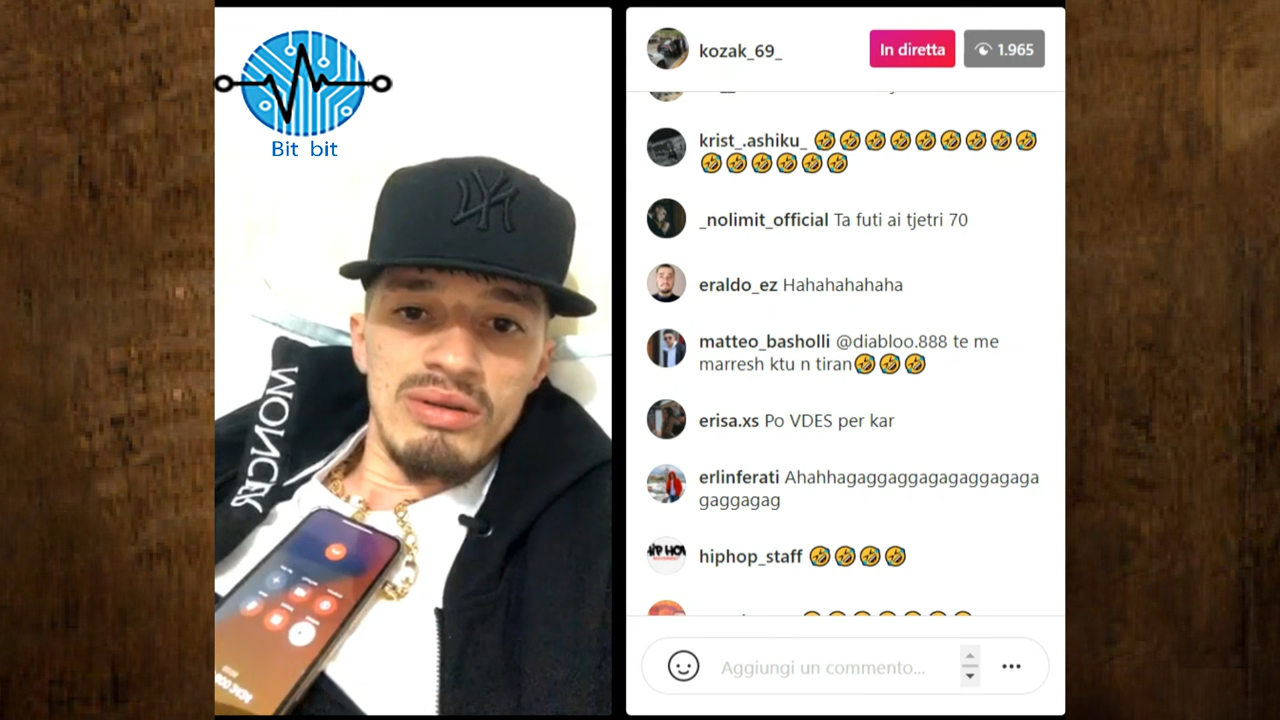 Bit bit
WONCER
kozak_69_
In diretta
1.965
krist_.ashiku_ 🤣🤣🤣🤣🤣🤣🤣🤣🤣
🤣🤣🤣🤣🤣🤣
_nolimit_official Ta futi ai tjetri 70
eraldo_ez Hahahahahaha
matteo_basholli @diabloo.888 te me
marresh ktu n tiran🤣🤣🤣
erisa.xs Po VDES per kar
erlinferati Ahahhagaggaggagagaggagaga
gaggagag
hiphop_staff 🤣🤣🤣🤣
Aggiungi un commento...